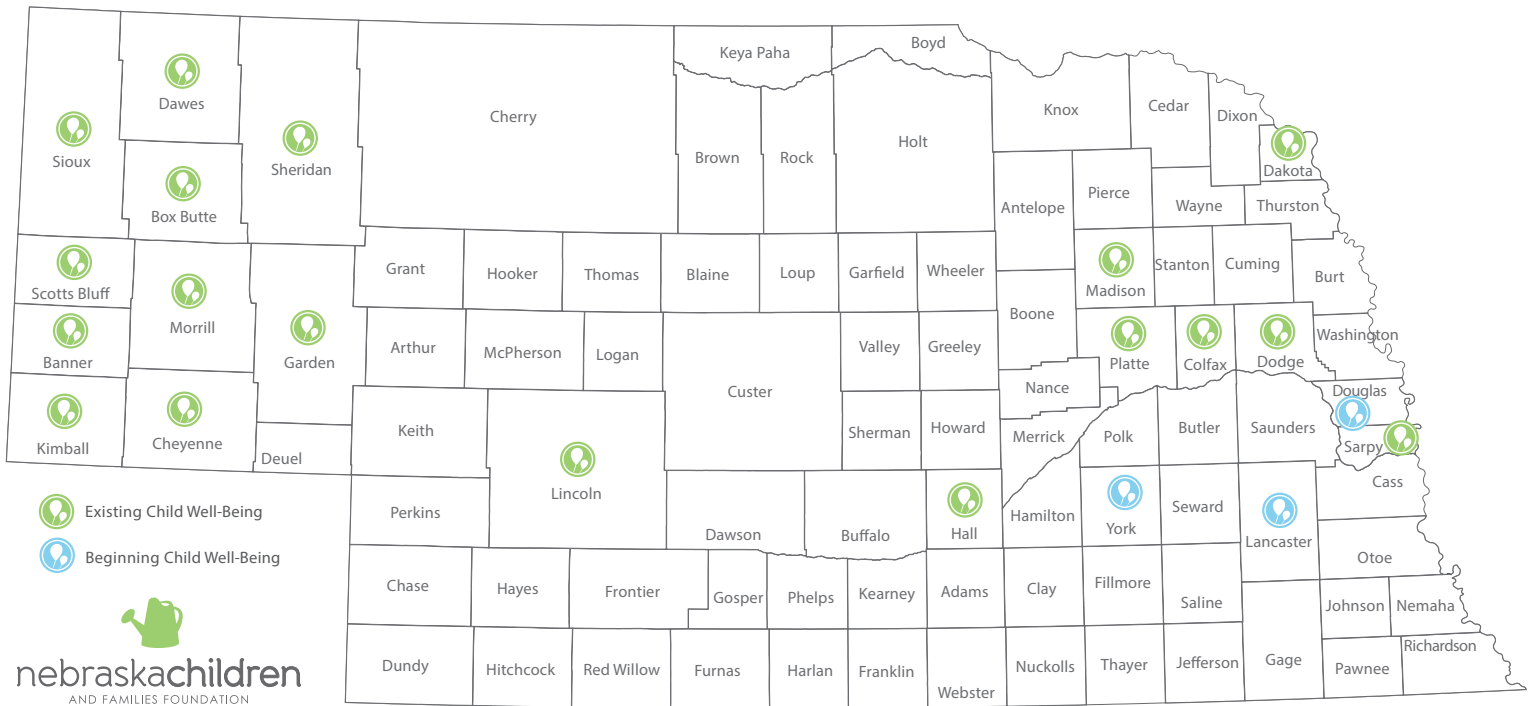 Keya Paha
Boyd
Dawes
Cherry
Knox
Cedar
Dixon
Sioux
Sheridan
Brown
Rock
Holt
Dakota
Box Butte
Antelope
Pierce
Wayne
Thurston
Scotts Bluff
Morrill
Grant
Hooker
Thomas
Blaine
Loup
Garfield
Wheeler
Madison
Stanton
Cuming
Burt
Banner
Garden
Arthur
McPherson
Logan
Valley
Greeley
Boone
Platte
Colfax
Dodge
Washington
Kimball
Cheyenne
Deuel
Keith
Lincoln
Custer
Sherman
Howard
Nance
Merrick
Polk
Butler
Saunders
Douglas
Sarpy
Cass
Existing Child Well-Being
Beginning Child Well-Being
Perkins
Dawson
Buffalo
Hall
Hamilton
York
Seward
Lancaster
Otoe
Chase
Hayes
Frontier
Gosper
Phelps
Kearney
Adams
Clay
Fillmore
Saline
Johnson
Nemaha
Dundy
Hitchcock
Red Willow
Furnas
Harlan
Franklin
Webster
Nuckolls
Thayer
Jefferson
Gage
Pawnee
Richardson
nebraskachildren
AND FAMILIES FOUNDATION